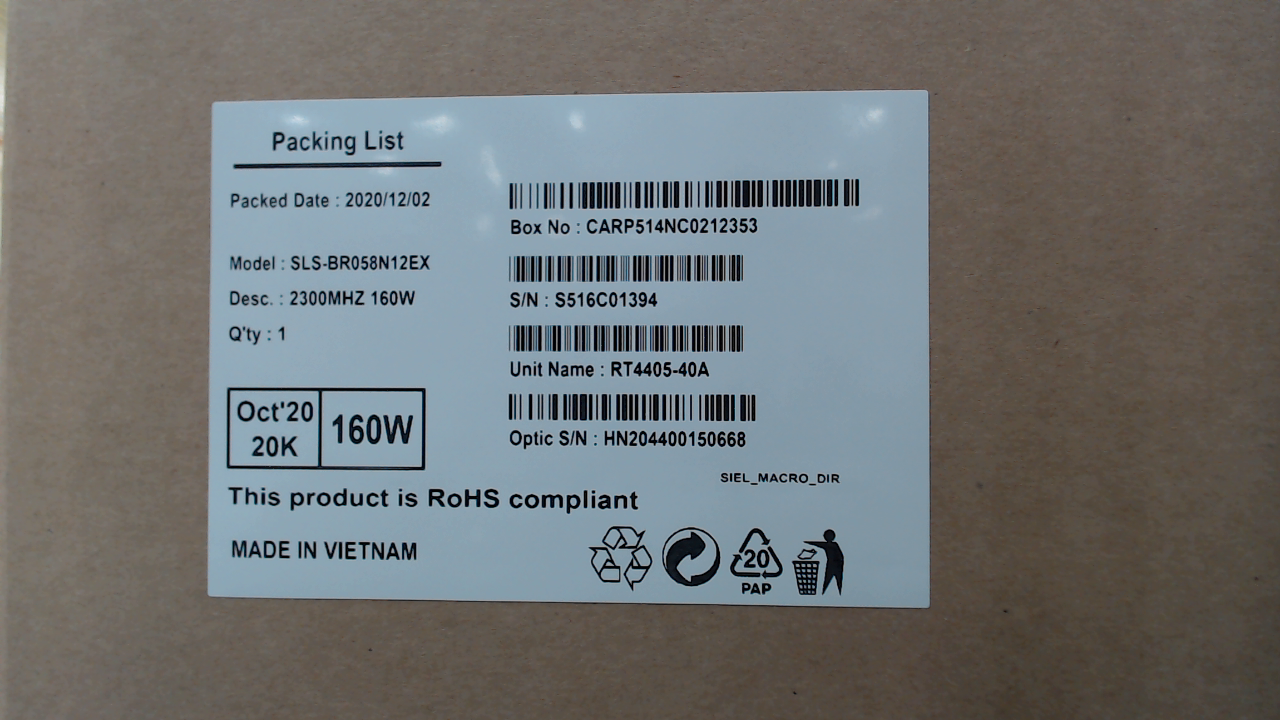 Packing List
Packed Date : 2020/12/02
Box No : CARP514NC0212353
Model : SLS-BR058N12EX
Desc. : 2300MHZ 160W
S/N : S516C01394
Q'ty : 1
Unit Name : RT4405-40A
Oct'20
20K
160W
Optic S/N : HN204400150668
SIEL_MACRO_DIR
This product is RoHS compliant
MADE IN VIETNAM
20
PAP